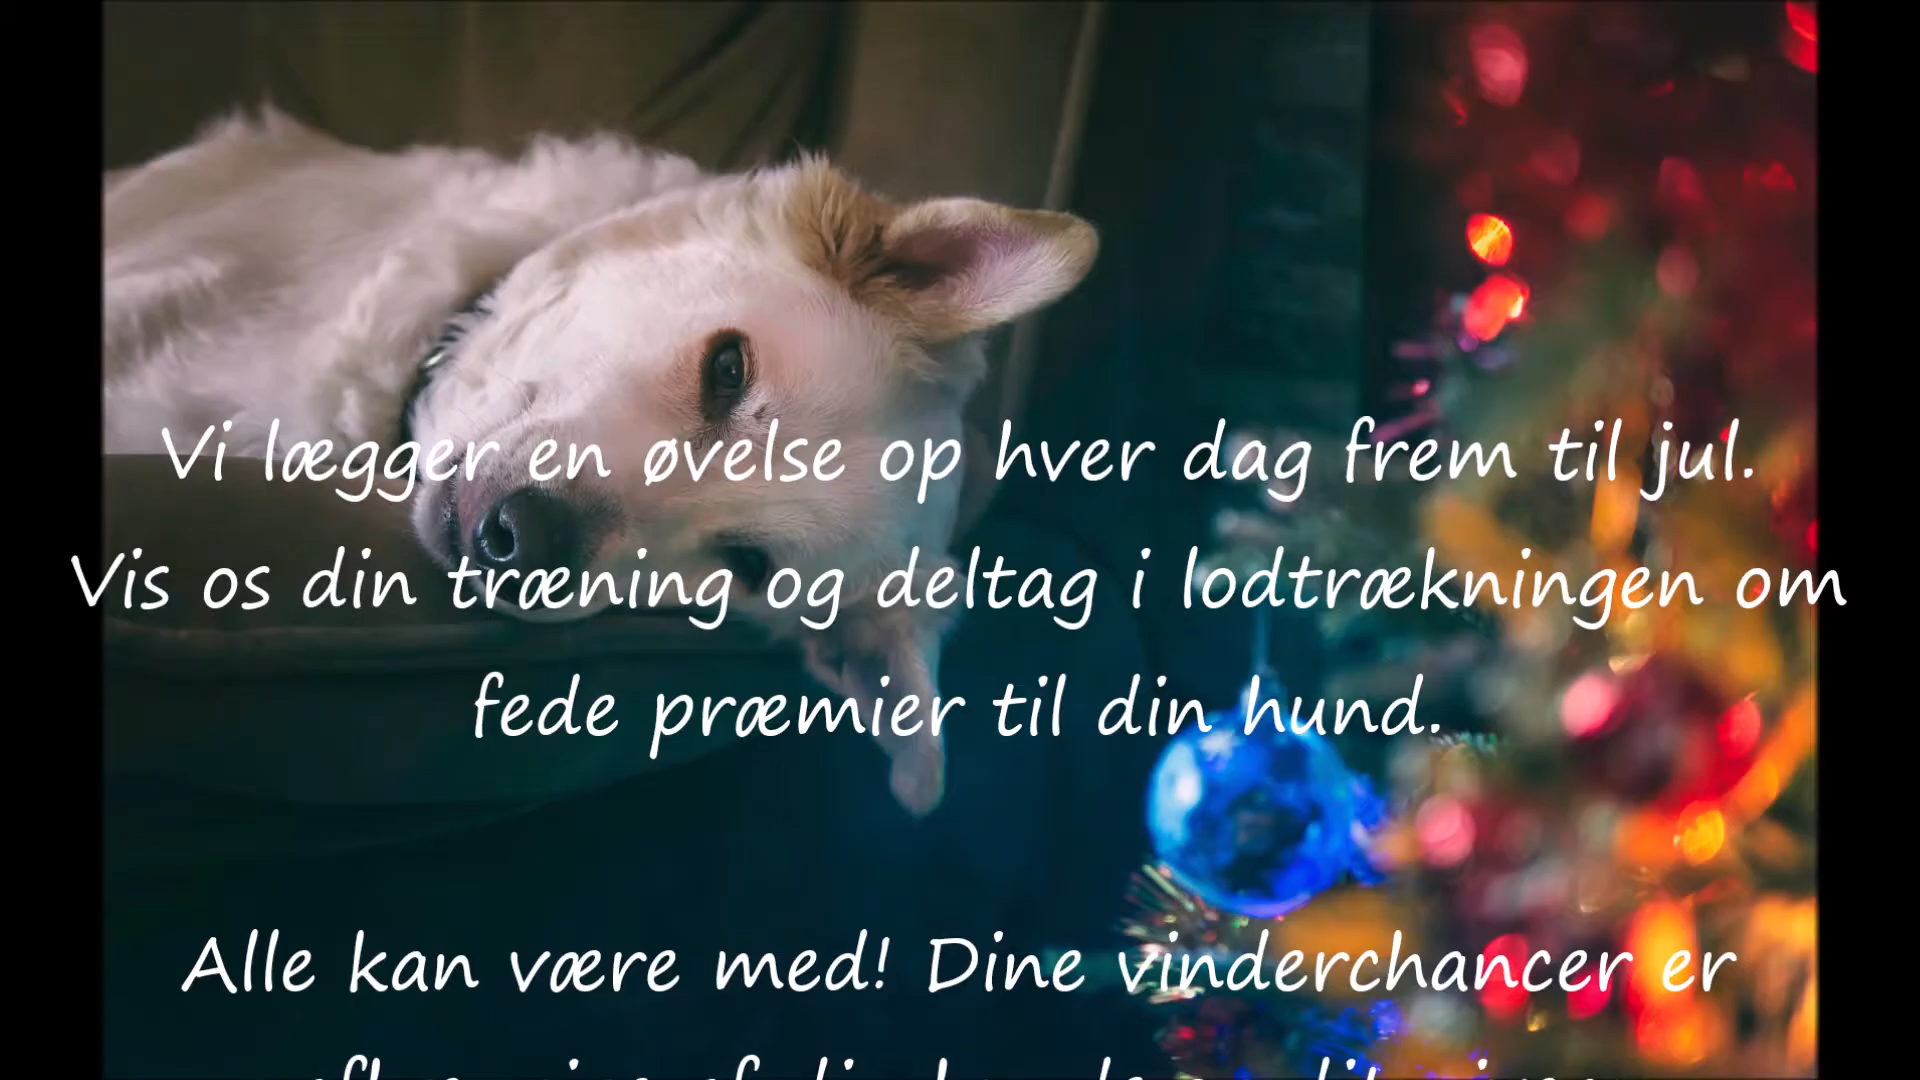 Vi lægger en øvelse op hver dag frem til jul.
Vis os din træning og deltag i lodtrækningen om
fede præmier til din hund.
Alle kan være med! Dine vinderchancer er